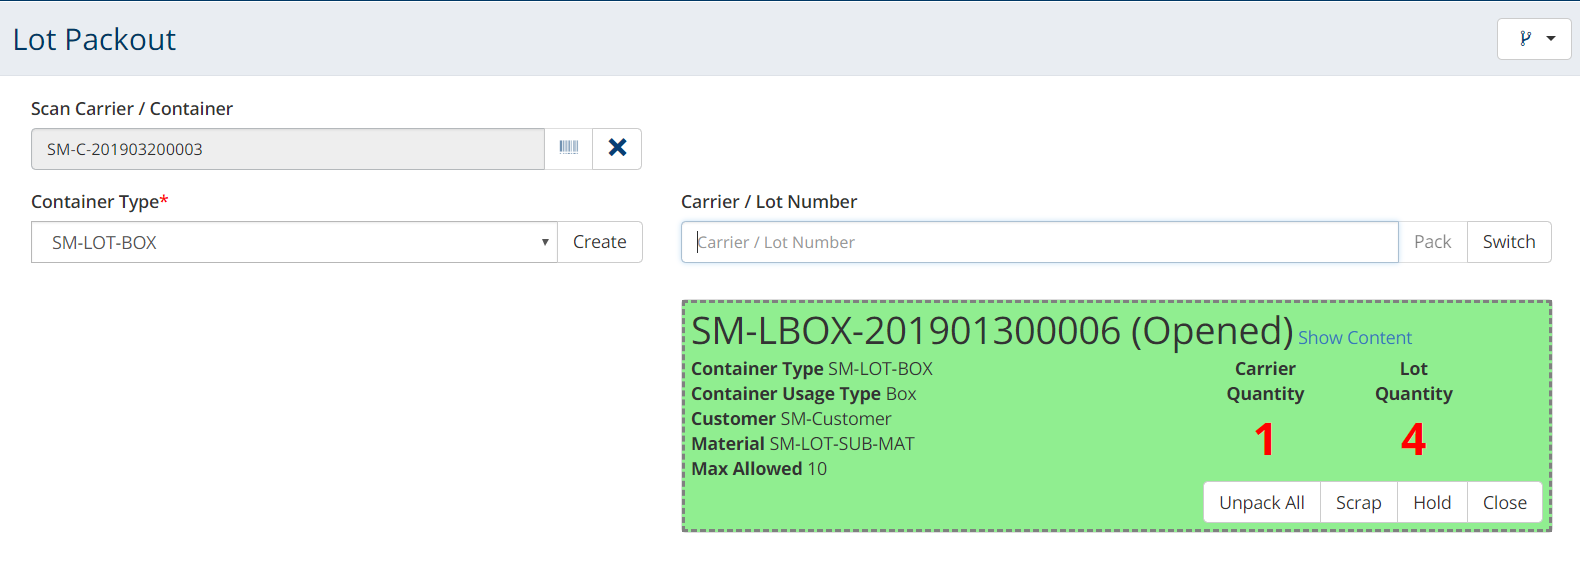 Lot Packout
Scan Carrier / Container
SM-C-201903200003
Container Type*
SM-LOT-BOX
Create
Carrier / Lot Number
Carrier / Lot Number
Pack
Switch
SM-LBOX-201901300006 (Opened) Show Content
Container Type SM-LOT-BOX
Container Usage Type Box
Customer SM-Customer
Material SM-LOT-SUB-MAT
Max Allowed 10
Carrier
Quantity
1
Lot
Quantity
4
Unpack All
Scrap
Hold
Close